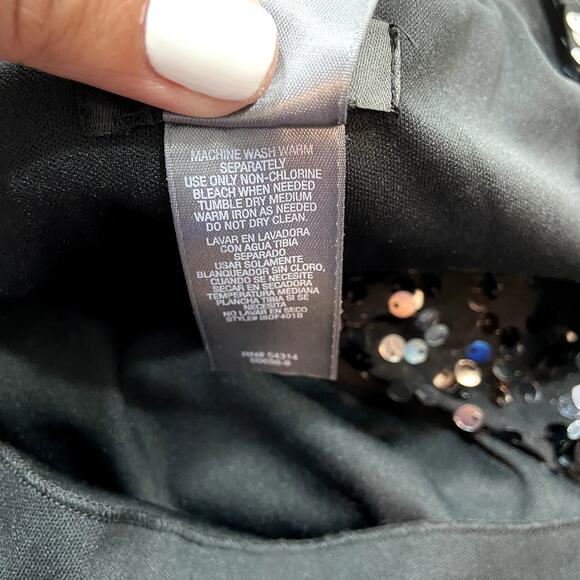 MACHINE WASH WARM
SEPARATELY
USE ONLY NON-CHLORINE
BLEACH WHEN NEEDED
TUMBLE DRY MEDIUM
WARM IRON AS NEEDED
DO NOT DRY CLEAN.
LAVAR EN LAVADORA
CON AGUA TIBIA
SEPARADO
USAR SOLAMENTE
BLANQUEADOR SIN CLORO,
CUANDO SE NECESITE
SECAR EN SECADORA
TEMPERATURA MEDIANA
PLANCHA TIBIA SI SE
NECESITA
NO LAVAR EN SECO
STYLE# IBDF401B
RN# 54314